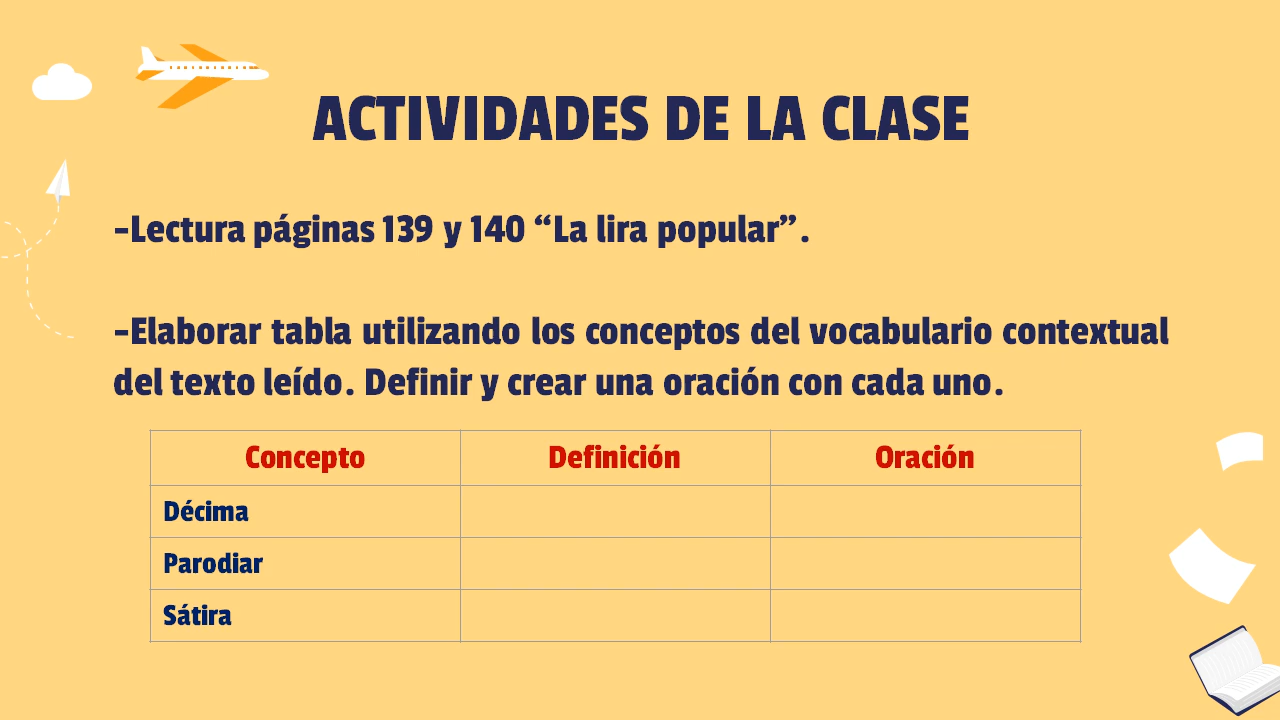 ACTIVIDADES DE LA CLASE
-Lectura páginas 139 y 140 “La lira popular”.
-Elaborar tabla utilizando los conceptos del vocabulario contextual
del texto leído. Definir y crear una oración con cada uno.
Concepto Definición Oración
Décima
Parodiar
Sátira